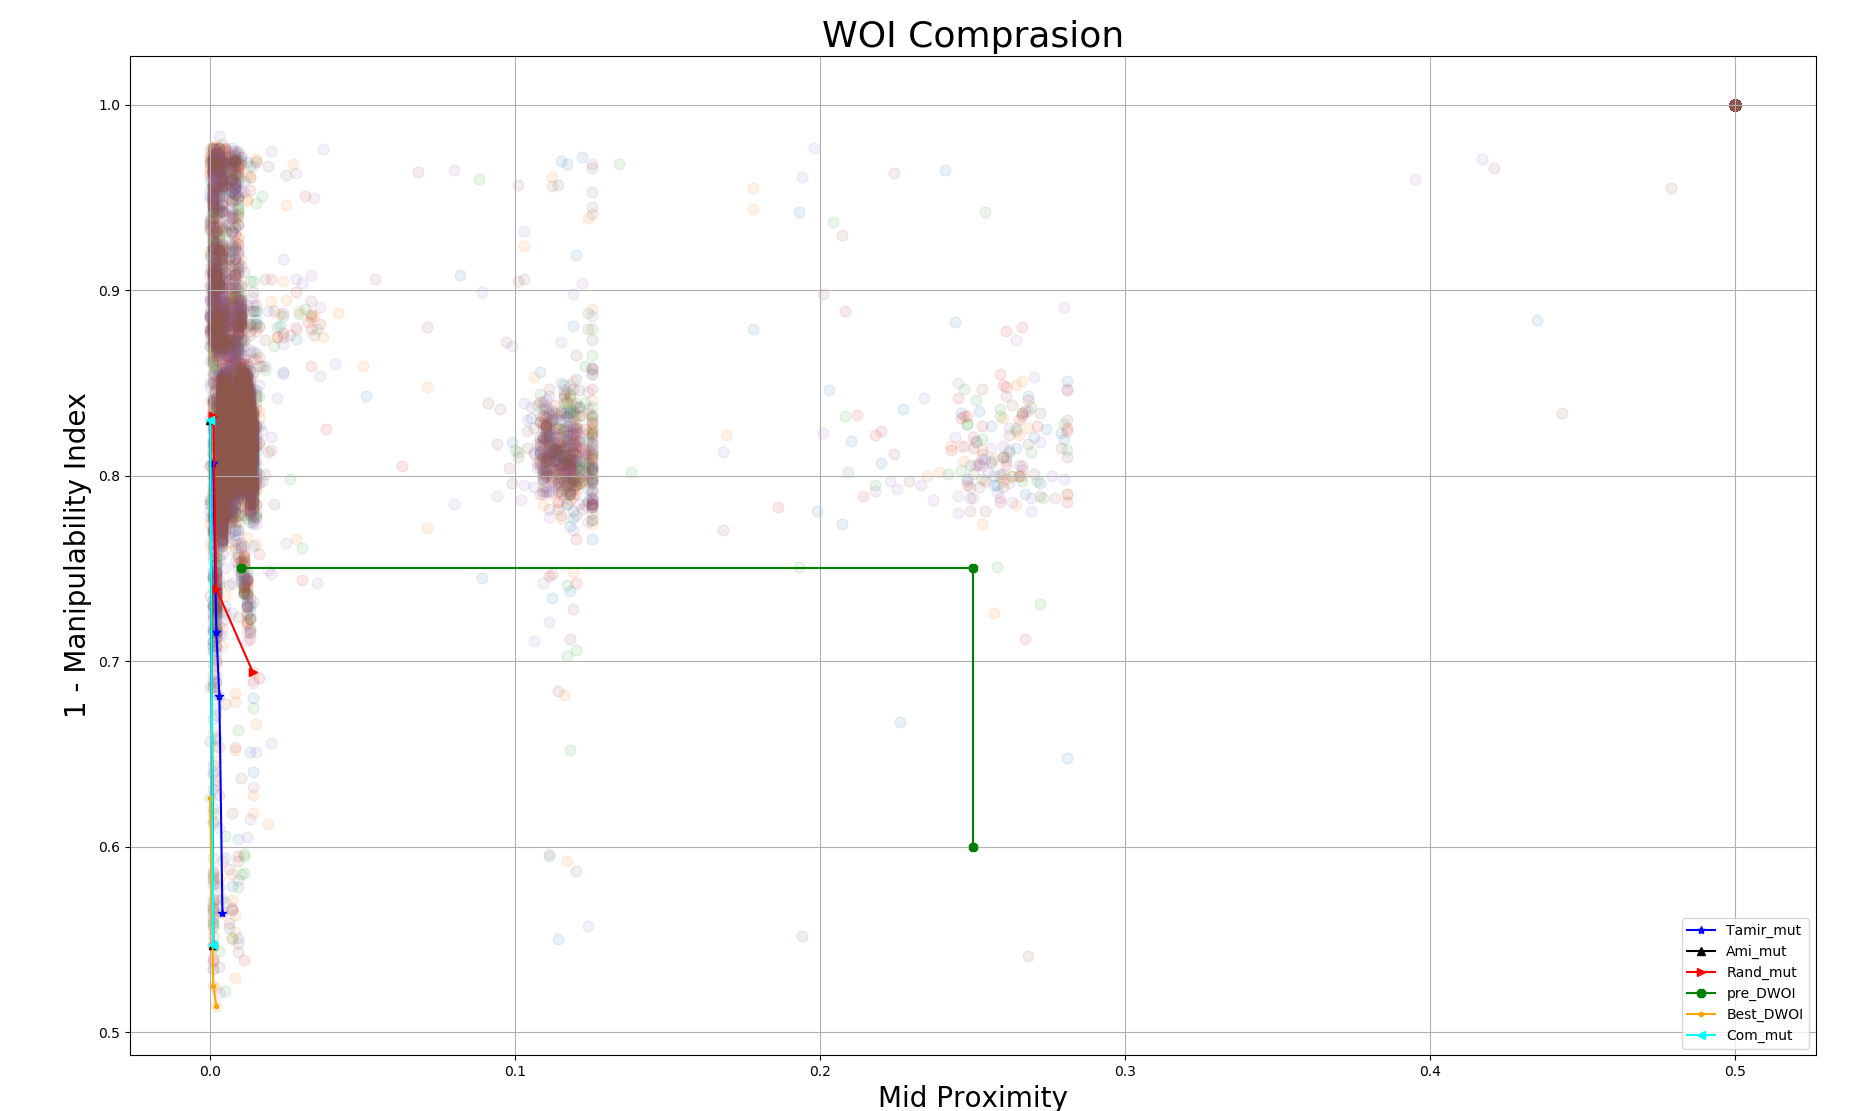 WOI Comprasion
1 - Manipulability Index
1.0
0.9
0.8
0.7
0.6
0.5
0.0
0.1
0.2
0.3
0.4
0.5
Mid Proximity
Tamir_mut
Ami_mut
Rand_mut
pre_DWOI
Best_DWOI
Com_mut